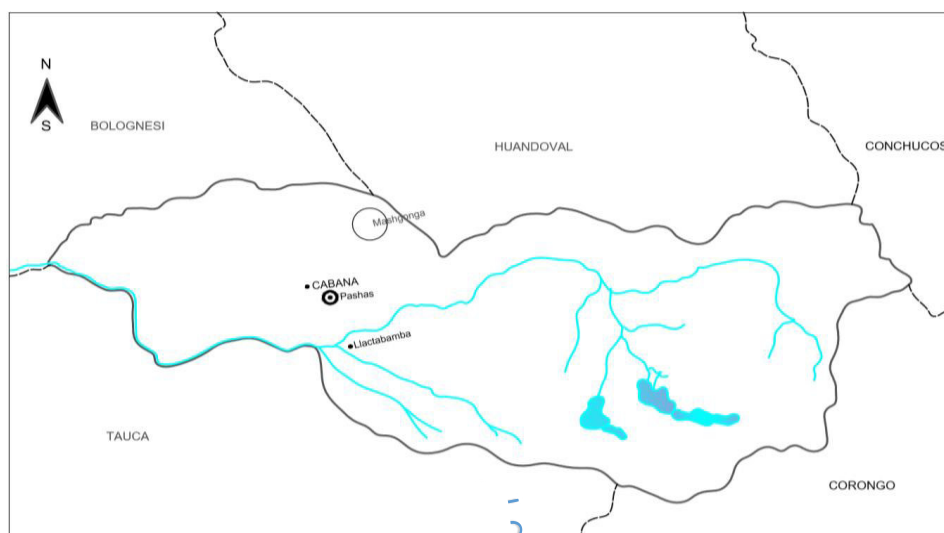 N
S
BOLOGNESI
HUANDOVAL
CONCHUCOS
Mashgonga
CABANA
Pashas
Llactabamba
TAUCA
CORONGO